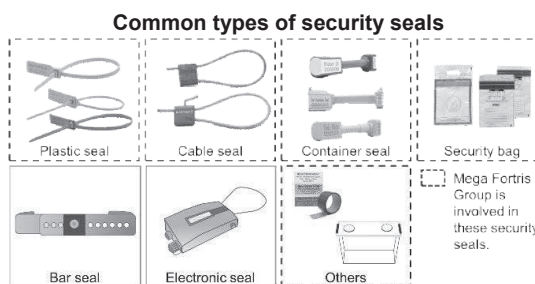 Common types of security seals
Plastic seal
Cable seal
Container seal
Security bag
Bar seal
Electronic seal
Others
Mega Fortris
Group is
involved in
these security
seals.